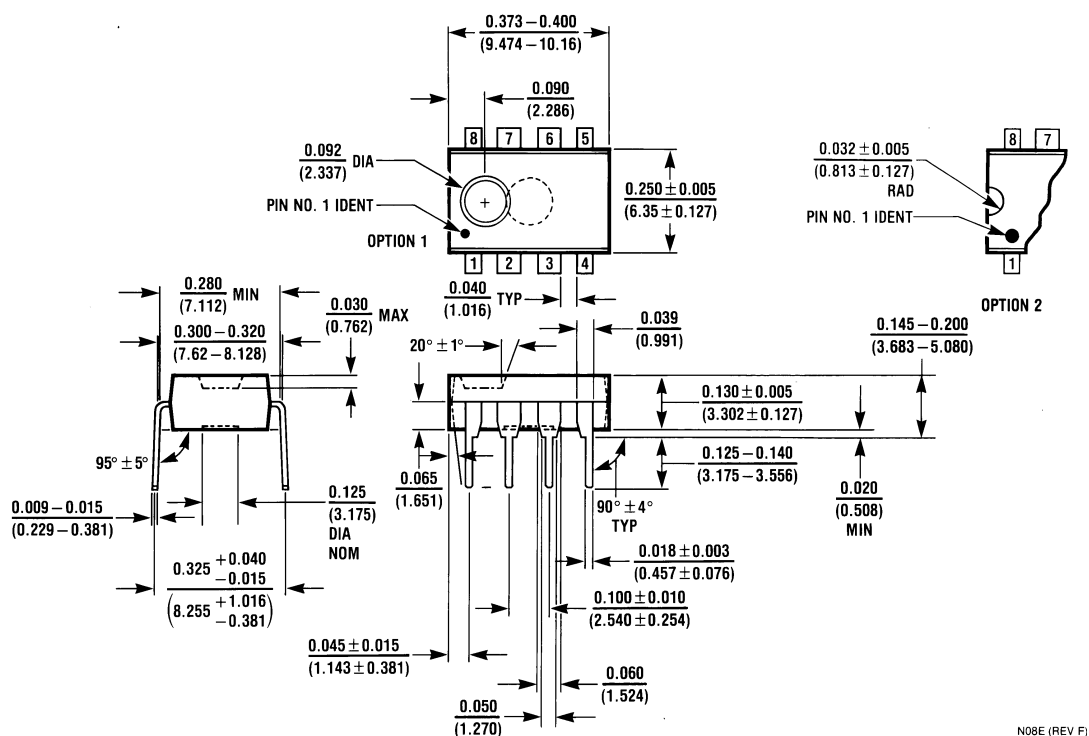 0.373 – 0.400
(9.474 – 10.16)
0.090
(2.286)
8 7 6 5
0.092 DIA
(2.337)
PIN NO. 1 IDENT
OPTION 1
1 2 3 4
0.250 ± 0.005
(6.35 ± 0.127)
8 7
0.032 ± 0.005
(0.813 ± 0.127)
RAD
PIN NO. 1 IDENT
1
OPTION 2
0.280 MIN
(7.112)
0.300 – 0.320
(7.62 – 8.128)
0.030 MAX
(0.762)
0.040 TYP
(1.016)
0.039
(0.991)
20° ± 1°
0.145 – 0.200
(3.683 – 5.080)
0.130 ± 0.005
(3.302 ± 0.127)
0.125 – 0.140
(3.175 – 3.556)
0.020
(0.508)
MIN
95° ± 5°
0.009 – 0.015
(0.229 – 0.381)
0.125
(3.175)
DIA
NOM
0.065
(1.651)
90° ± 4°
TYP
0.018 ± 0.003
(0.457 ± 0.076)
0.325 +0.040 −0.015
(8.255 +1.016 −0.381)
0.100 ± 0.010
(2.540 ± 0.254)
0.045 ± 0.015
(1.143 ± 0.381)
0.060
(1.524)
0.050
(1.270)
N08E (REV F)